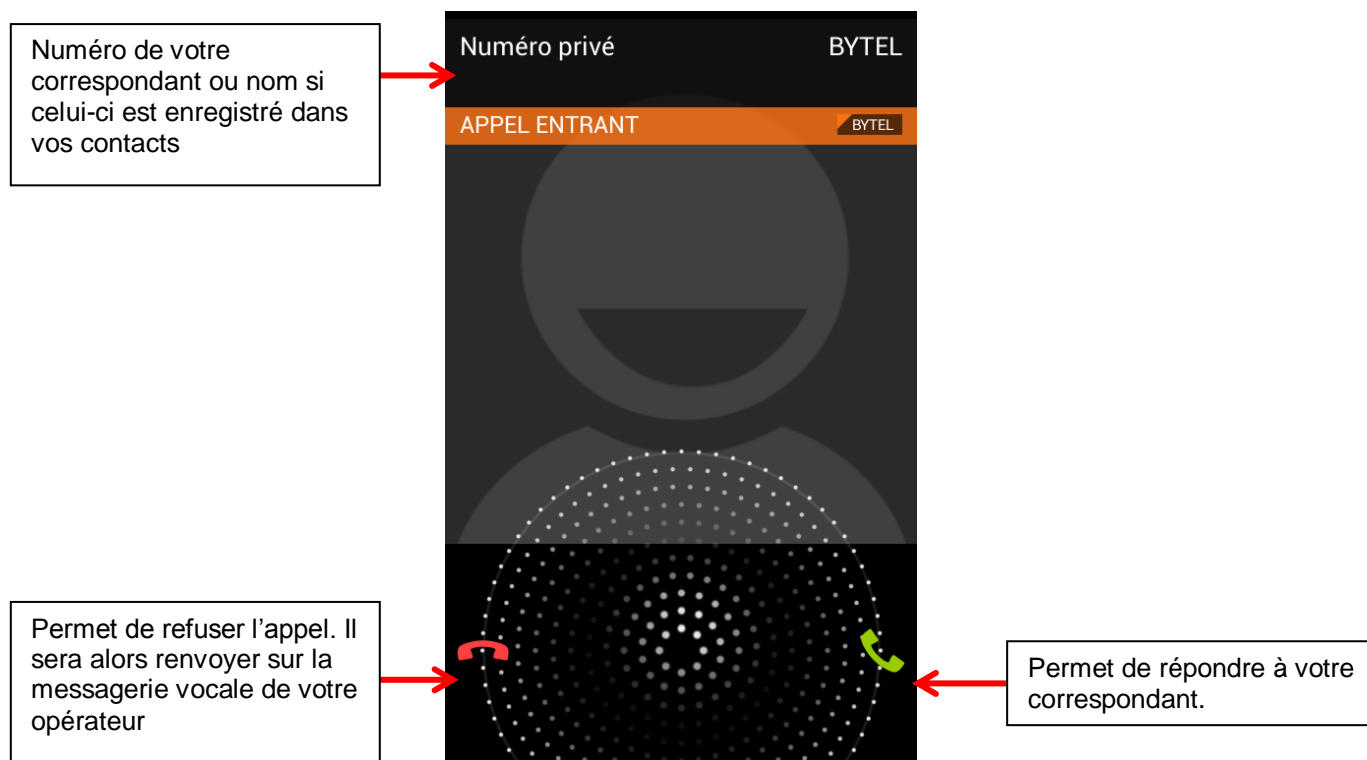 Numéro de votre
correspondant ou nom si
celui-ci est enregistré dans
vos contacts
Numéro privé BYTEL
APPEL ENTRANT BYTEL
Permet de refuser l’appel. Il
sera alors renvoyer sur la
messagerie vocale de votre
opérateur
Permet de répondre à votre
correspondant.